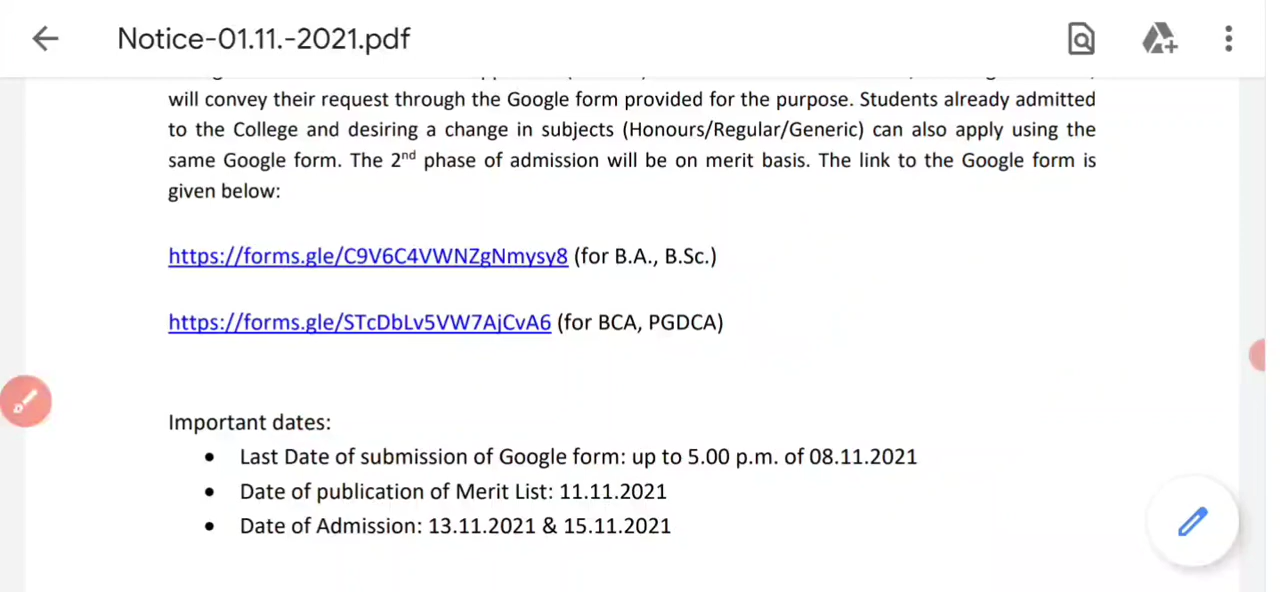 Notice-01.11.-2021.pdf
will convey their request through the Google form provided for the purpose. Students already admitted
to the College and desiring a change in subjects (Honours/Regular/Generic) can also apply using the
same Google form. The 2nd phase of admission will be on merit basis. The link to the Google form is
given below:
https://forms.gle/C9V6C4VWNZgNmysy8 (for B.A., B.Sc.)
https://forms.gle/STcDbLv5VW7AjCvA6 (for BCA, PGDCA)
Important dates:
• Last Date of submission of Google form: up to 5.00 p.m. of 08.11.2021
• Date of publication of Merit List: 11.11.2021
• Date of Admission: 13.11.2021 & 15.11.2021